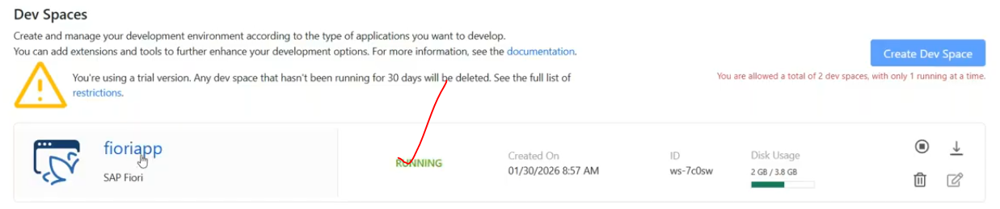 Dev Spaces
Create and manage your development environment according to the type of applications you want to develop.
You can add extensions and tools to further enhance your development options. For more information, see the documentation.
Create Dev Space
You're using a trial version. Any dev space that hasn't been running for 30 days will be deleted. See the full list of
restrictions.
You are allowed a total of 2 dev spaces, with only 1 running at a time.
fioriapp
SAP Fiori
RUNNING
Created On
01/30/2026 8:57 AM
ID
ws-7c0sw
Disk Usage
2 GB / 3.8 GB